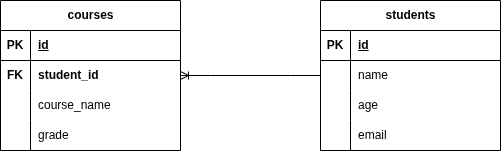 courses
PK id
FK student_id
course_name
grade
students
PK id
name
age
email